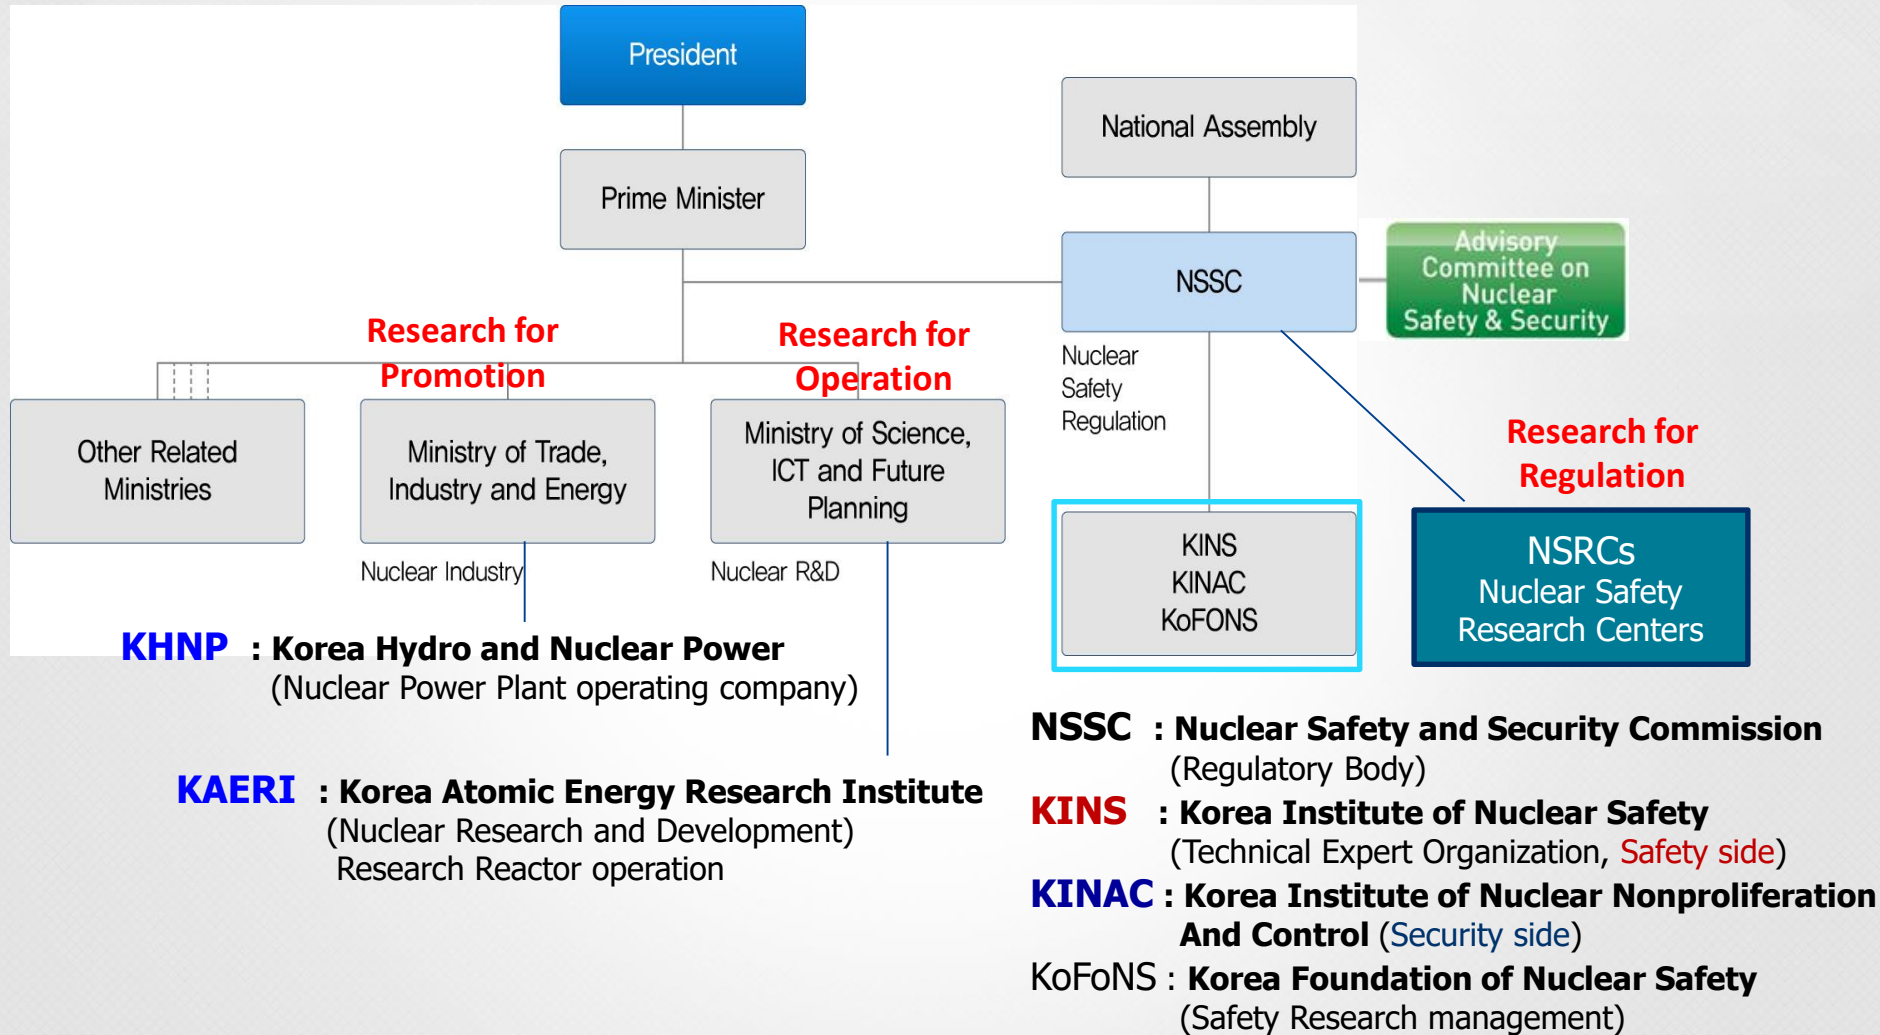 President
National Assembly
Prime Minister
NSSC
Advisory
Committee on
Nuclear
Safety & Security
Research for
Promotion
Research for
Operation
Nuclear
Safety
Regulation
Other Related
Ministries
Ministry of Trade,
Industry and Energy
Ministry of Science,
ICT and Future
Planning
Research for
Regulation
Nuclear Industry
Nuclear R&D
KINS
KINAC
KoFONS
NSRCs
Nuclear Safety
Research Centers
KHNP : Korea Hydro and Nuclear Power
(Nuclear Power Plant operating company)
KAERI : Korea Atomic Energy Research Institute
(Nuclear Research and Development)
Research Reactor operation
NSSC : Nuclear Safety and Security Commission
(Regulatory Body)
KINS : Korea Institute of Nuclear Safety
(Technical Expert Organization, Safety side)
KINAC : Korea Institute of Nuclear Nonproliferation
And Control (Security side)
KoFoNS : Korea Foundation of Nuclear Safety
(Safety Research management)